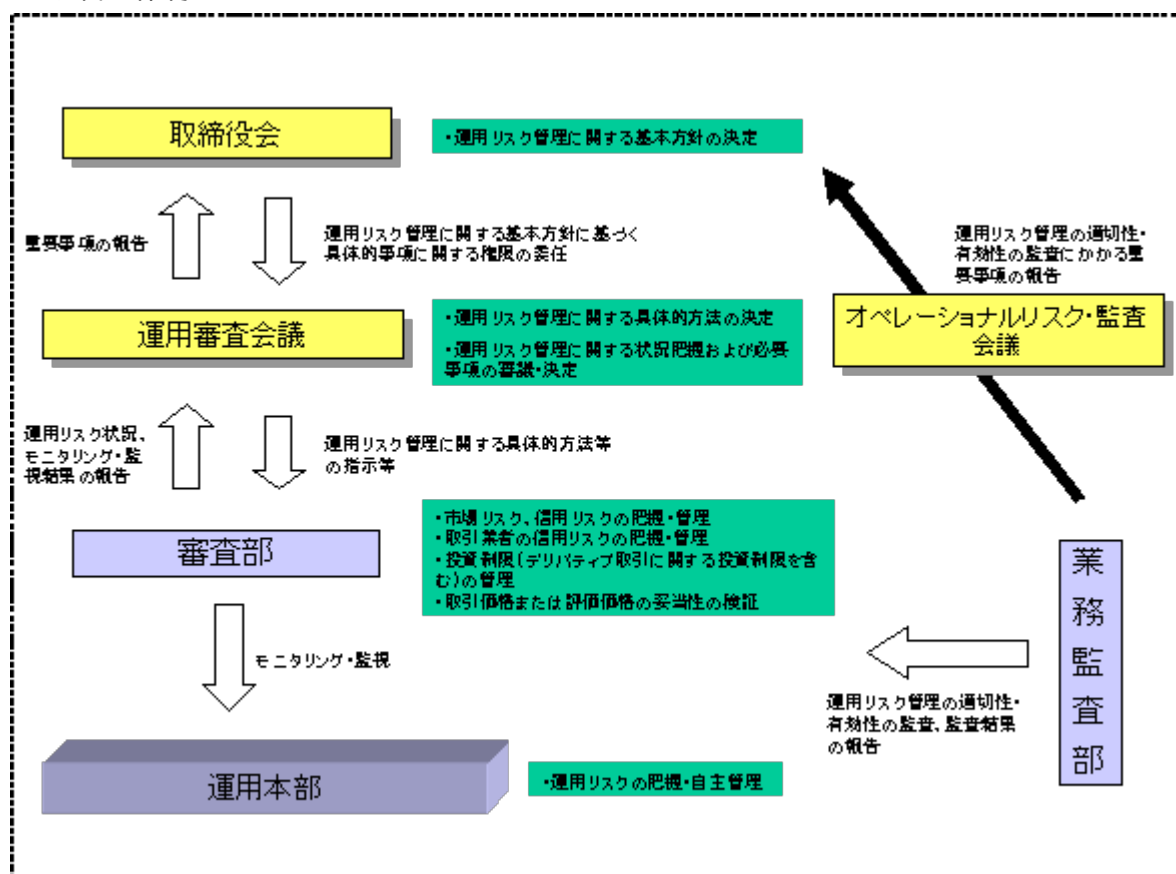 取締役会
・運用リスク管理に関する基本方針の決定
重要事項の報告
運用リスク管理に関する基本方針に基づく
具体的事項に関する権限の委任
運用リスク管理の適切性・
有効性の監査にかかる重
要事項の報告
運用審査会議
・運用リスク管理に関する具体的方法の決定
・運用リスク管理に関する状況把握および必要
事項の審議・決定
オペレーショナルリスク・監査
会議
運用リスク状況、
モニタリング・監
視結果の報告
運用リスク管理に関する具体的方法等
の指示等
審査部
・市場リスク、信用リスクの把握・管理
・取引業者の信用リスクの把握・管理
・投資制限(デリバティブ取引に関する投資制限を含
む)の管理
・取引価格または評価価格の妥当性の検証
業務監査部
モニタリング・監視
運用リスク管理の適切性・
有効性の監査、監査結果
の報告
運用本部
・運用リスクの把握・自主管理